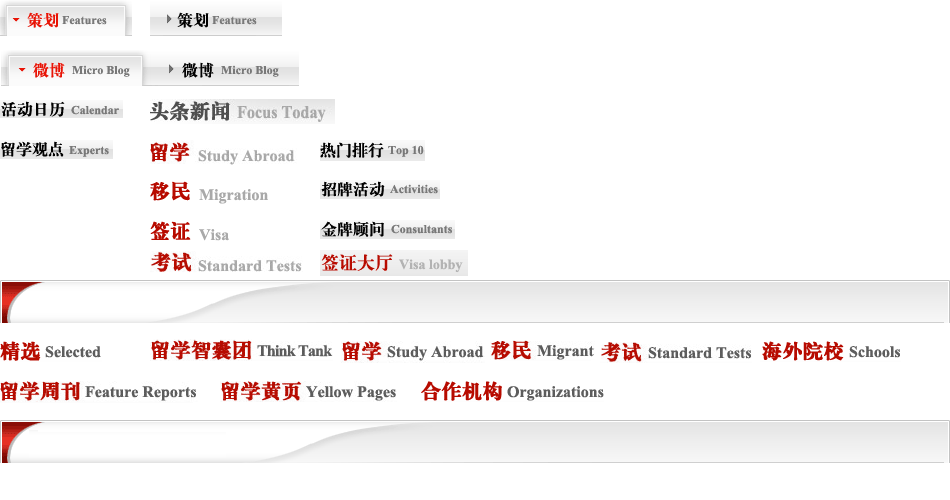 策划 Features 策划 Features
微博 Micro Blog 微博 Micro Blog
活动日历 Calendar 头条新闻 Focus Today
留学观点 Experts 留学 Study Abroad 热门排行 Top 10
移民 Migration 招牌活动 Activities
签证 Visa 金牌顾问 Consultants
考试 Standard Tests 签证大厅 Visa lobby
精选 Selected 留学智囊团 Think Tank 留学 Study Abroad 移民 Migrant 考试 Standard Tests 海外院校 Schools
留学周刊 Feature Reports 留学黄页 Yellow Pages 合作机构 Organizations